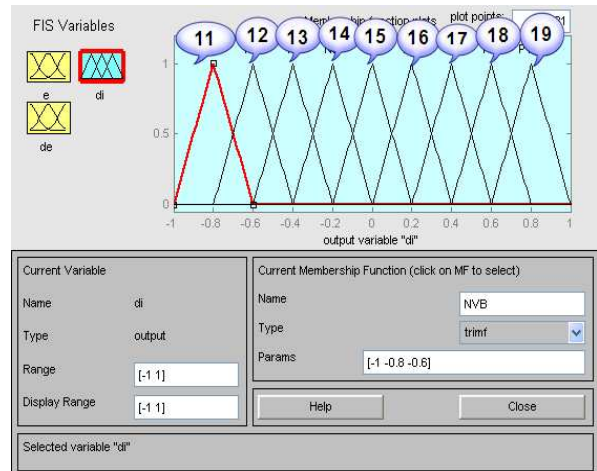 FIS Variables
plot points:
11 12 13 14 15 16 17 18 19
e
di
de
1
0.5
0
-1 -0.8 -0.6 -0.4 -0.2 0 0.2 0.4 0.6 0.8 1
output variable "di"
Current Variable
Name di
Type output
Range [-1 1]
Display Range [-1 1]
Current Membership Function (click on MF to select)
Name NVB
Type trimf
Params [-1 -0.8 -0.6]
Help Close
Selected variable "di"